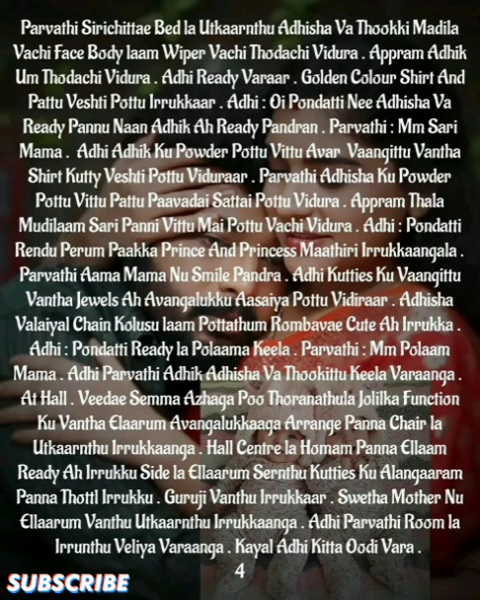 Parvathi Sirichittae Bed la Utkaarnthu Adhisha Va Thookki Madila
Vachi Face Body laam Wiper Vachi Thodachi Vidura . Appram Adhik
Um Thodachi Vidura . Adhi Ready Varaar . Golden Colour Shirt And
Pattu Veshti Pottu Irrukkaar . Adhi : Oi Pondatti Nee Adhisha Va
Ready Pannu Naan Adhik Ah Ready Pandran . Parvathi : Mm Sari
Mama . Adhi Adhik Ku Powder Pottu Vittu Avar Vaangittu Vantha
Shirt Kutty Veshti Pottu Viduraar . Parvathi Adhisha Ku Powder
Pottu Vittu Pattu Paavadai Sattai Pottu Vidura . Appram Thala
Mudilaam Sari Panni Vittu Mai Pottu Vachi Vidura . Adhi : Pondatti
Rendu Perum Paakka Prince And Princess Maathiri Irrukkaangala .
Parvathi Aama Mama Nu Smile Pandra . Adhi Kutties Ku Vaangittu
Vantha Jewels Ah Avangalukku Aasaiya Pottu Vidiraar . Adhisha
Valaiyal Chain Kolusu laam Pottathum Rombavae Cute Ah Irrukka .
Adhi : Pondatti Ready la Polaama Keela . Parvathi : Mm Polaam
Mama . Adhi Parvathi Adhik Adhisha Va Thookittu Keela Varaanga .
At Hall . Veedae Semma Azhaga Poo Thoranathula Jolilka Function
Ku Vantha Elaarum Avangalukkaaga Arrange Panna Chair la
Utkaarnthu Irrukkaanga . Hall Centre la Homam Panna Ellaam
Ready Ah Irrukku Side la Ellaarum Sernthu Kutties Ku Alangaaram
Panna Thottl Irrukku . Guruji Vanthu Irrukkaar . Swetha Mother Nu
Ellaarum Vanthu Utkaarnthu Irrukkaanga . Adhi Parvathi Room la
Irrunthu Veliya Varaanga . Kayal Adhi Kitta Oodi Vara .
4
SUBSCRIBE